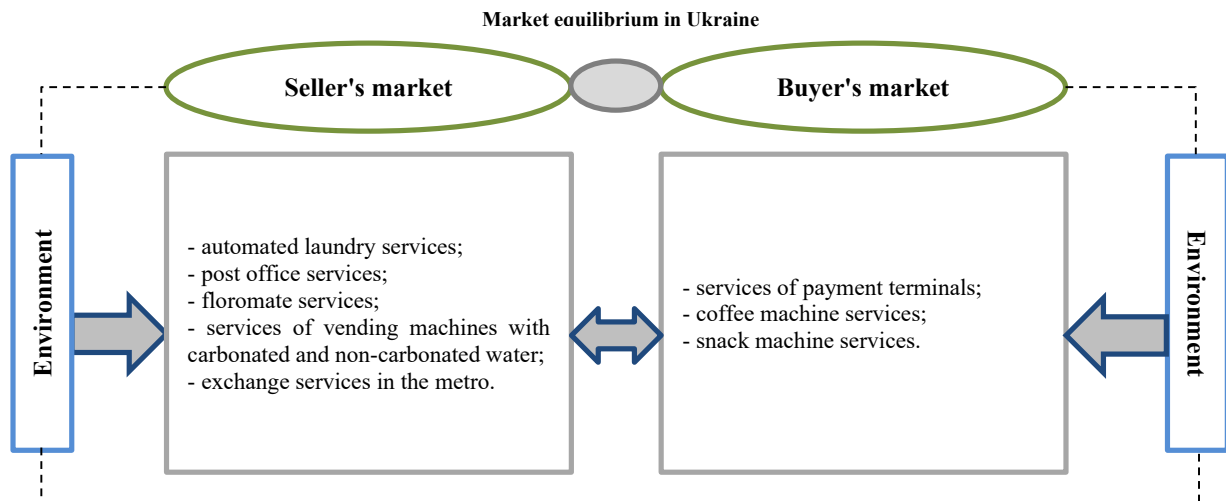 Market equilibrium in Ukraine
Seller's market
Buyer's market
Environment
- automated laundry services;
- post office services;
- floromate services;
- services of vending machines with
carbonated and non-carbonated water;
- exchange services in the metro.
- services of payment terminals;
- coffee machine services;
- snack machine services.
Environment